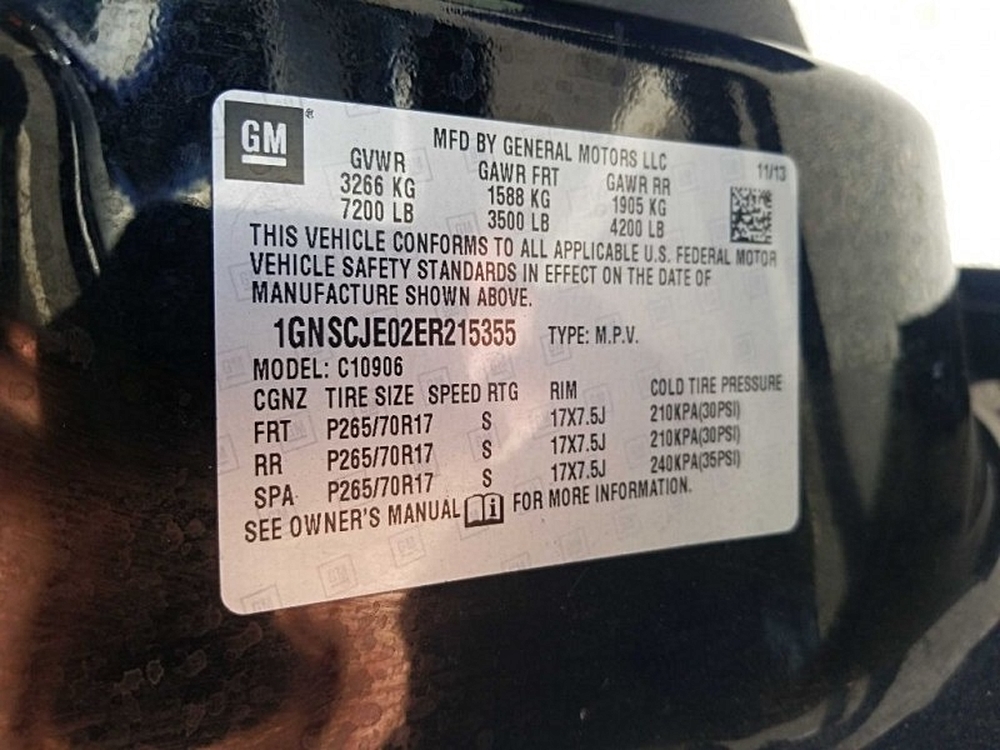 GM®
MFD BY GENERAL MOTORS LLC
11/13
GVWR GAWR FRT GAWR RR
3266 KG 1588 KG 1905 KG
7200 LB 3500 LB 4200 LB
THIS VEHICLE CONFORMS TO ALL APPLICABLE U.S. FEDERAL MOTOR
VEHICLE SAFETY STANDARDS IN EFFECT ON THE DATE OF
MANUFACTURE SHOWN ABOVE.
1GNSCJE02ER215355 TYPE: M.P.V.
MODEL: C10906
CGNZ TIRE SIZE SPEED RTG RIM COLD TIRE PRESSURE
FRT P265/70R17 S 17X7.5J 210KPA(30PSI)
RR P265/70R17 S 17X7.5J 210KPA(30PSI)
SPA P265/70R17 S 17X7.5J 240KPA(35PSI)
SEE OWNER'S MANUAL i FOR MORE INFORMATION.